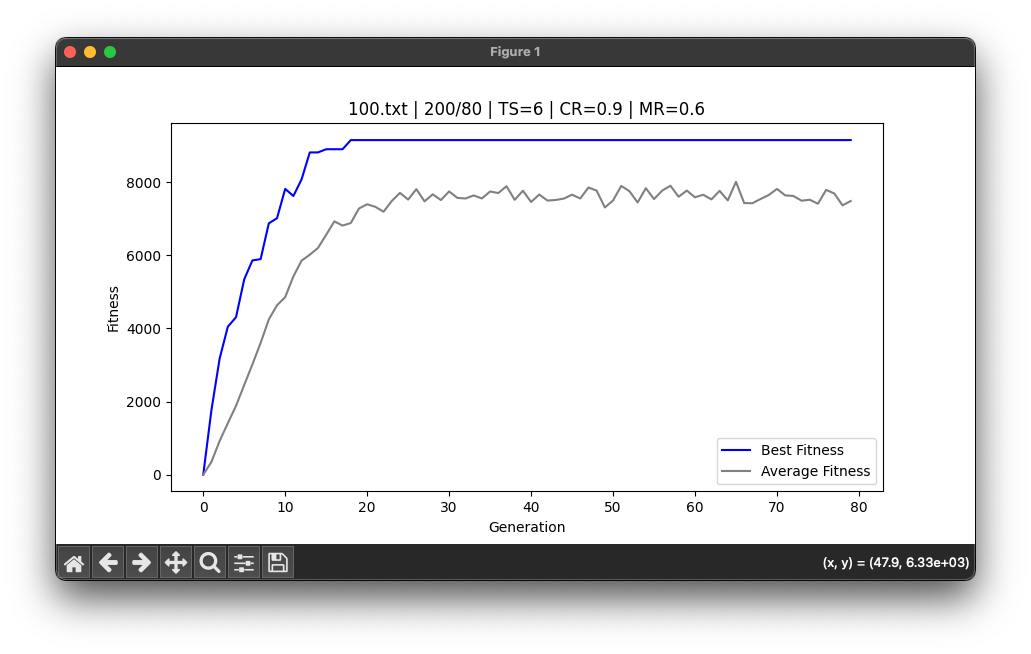 Figure 1
100.txt | 200/80 | TS=6 | CR=0.9 | MR=0.6
Fitness
8000
6000
4000
2000
0
Best Fitness
Average Fitness
0 10 20 30 40 50 60 70 80
Generation
(x, y) = (47.9, 6.33e+03)